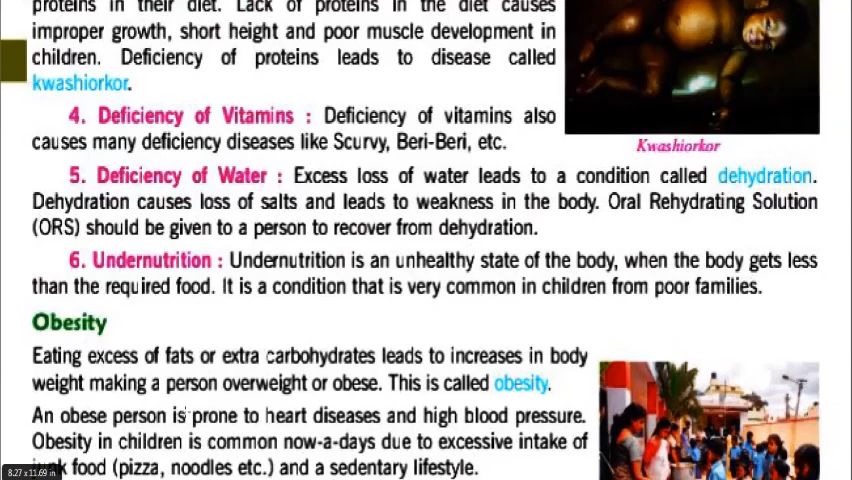 proteins in their diet. Lack of proteins in the diet causes
improper growth, short height and poor muscle development in
children. Deficiency of proteins leads to disease called
kwashiorkor.
Kwashiorkor
4. Deficiency of Vitamins : Deficiency of vitamins also
causes many deficiency diseases like Scurvy, Beri-Beri, etc.
5. Deficiency of Water : Excess loss of water leads to a condition called dehydration.
Dehydration causes loss of salts and leads to weakness in the body. Oral Rehydrating Solution
(ORS) should be given to a person to recover from dehydration.
6. Undernutrition : Undernutrition is an unhealthy state of the body, when the body gets less
than the required food. It is a condition that is very common in children from poor families.
Obesity
Eating excess of fats or extra carbohydrates leads to increases in body
weight making a person overweight or obese. This is called obesity.
An obese person is prone to heart diseases and high blood pressure.
Obesity in children is common now-a-days due to excessive intake of
food (pizza, noodles etc.) and a sedentary lifestyle.
8.27 x 11.69 in